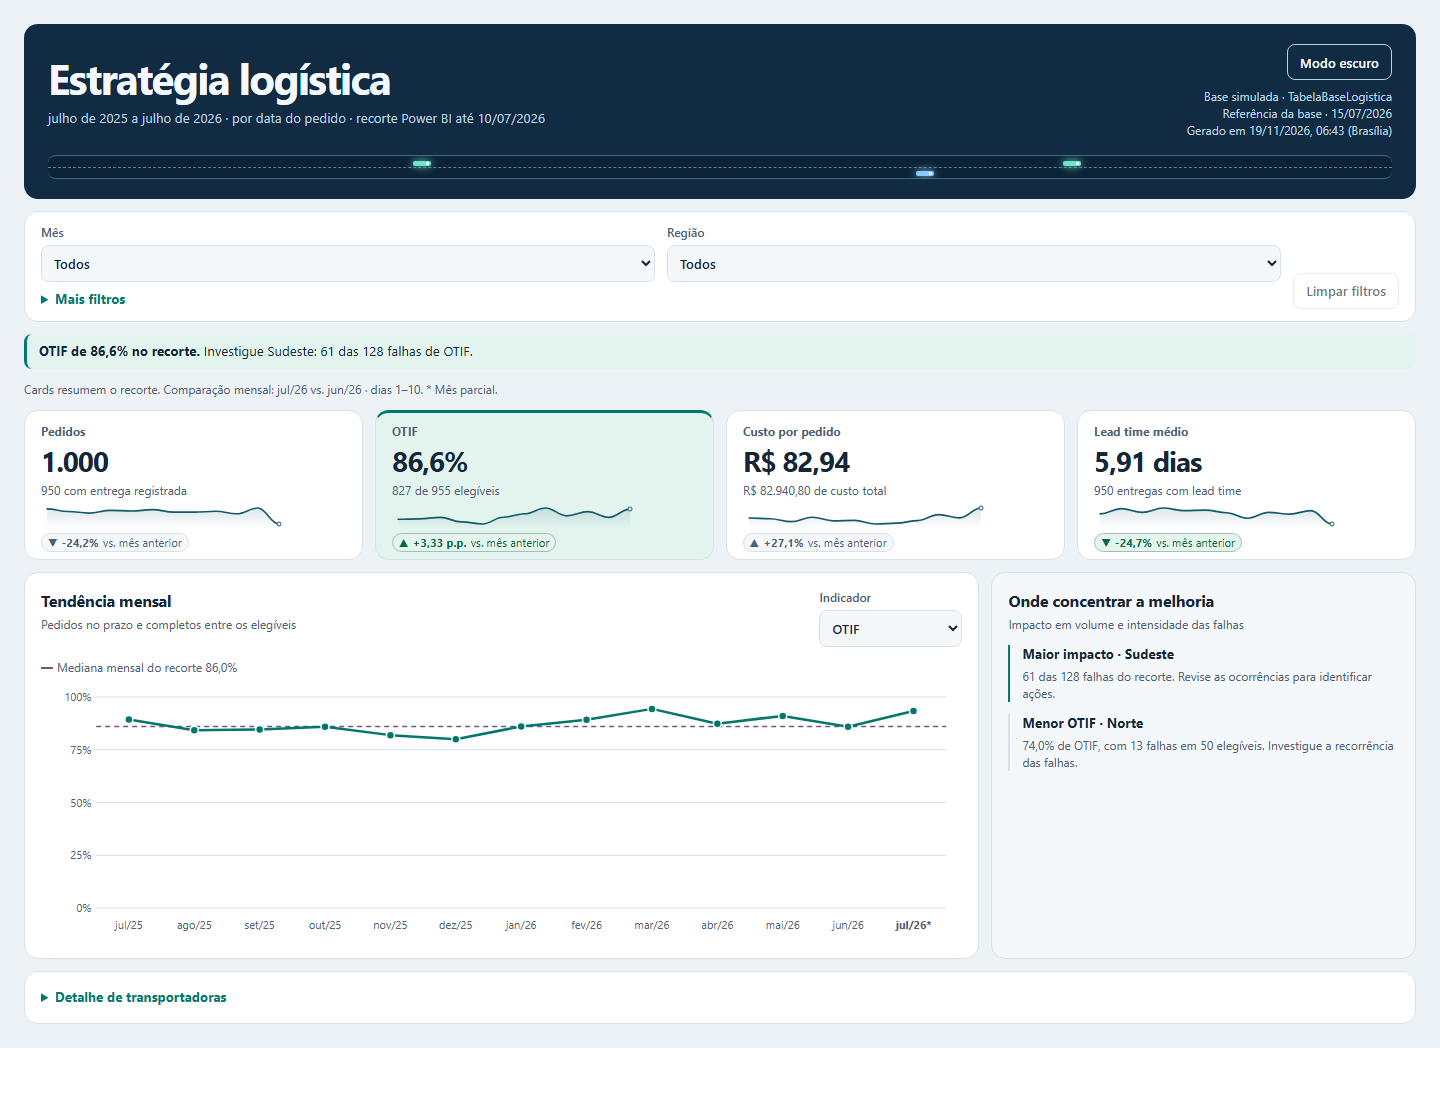 Estratégia logística
julho de 2025 a julho de 2026 · por data do pedido · recorte Power BI até 10/07/2026
Modo escuro
Base simulada · TabelaBaseLogistica
Referência da base · 15/07/2026
Gerado em 19/11/2026, 06:43 (Brasília)
Mês
Todos
Região
Todos
Mais filtros
Limpar filtros
OTIF de 86,6% no recorte. Investigue Sudeste: 61 das 128 falhas de OTIF.
Cards resumem o recorte. Comparação mensal: jul/26 vs. jun/26 · dias 1–10. * Mês parcial.
Pedidos
1.000
950 com entrega registrada
▼ -24,2% vs. mês anterior
OTIF
86,6%
827 de 955 elegíveis
▲ +3,33 p.p. vs. mês anterior
Custo por pedido
R$ 82,94
R$ 82.940,80 de custo total
▲ +27,1% vs. mês anterior
Lead time médio
5,91 dias
950 entregas com lead time
▼ -24,7% vs. mês anterior
Tendência mensal
Pedidos no prazo e completos entre os elegíveis
Indicador
OTIF
Mediana mensal do recorte 86,0%
100%
75%
50%
25%
0%
jul/25 ago/25 set/25 out/25 nov/25 dez/25 jan/26 fev/26 mar/26 abr/26 mai/26 jun/26 jul/26*
Onde concentrar a melhoria
Impacto em volume e intensidade das falhas
Maior impacto · Sudeste
61 das 128 falhas do recorte. Revise as ocorrências para identificar
ações.
Menor OTIF · Norte
74,0% de OTIF, com 13 falhas em 50 elegíveis. Investigue a recorrência
das falhas.
Detalhe de transportadoras